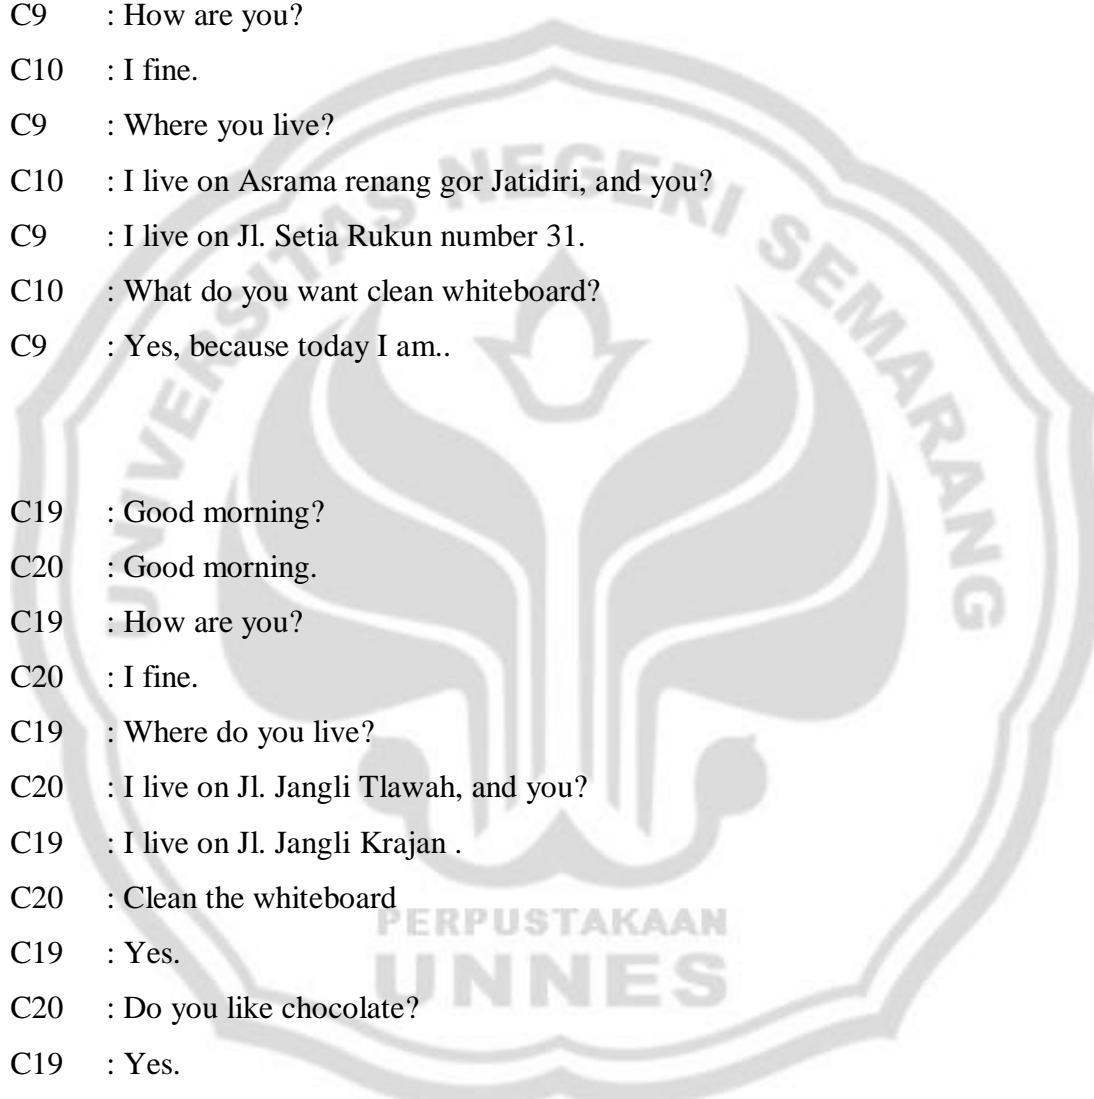 C9 : How are you?
C10 : I fine.
C9 : Where you live?
C10 : I live on Asrama renang gor Jatidiri, and you?
C9 : I live on Jl. Setia Rukun number 31.
C10 : What do you want clean whiteboard?
C9 : Yes, because today I am..
C19 : Good morning?
C20 : Good morning.
C19 : How are you?
C20 : I fine.
C19 : Where do you live?
C20 : I live on Jl. Jangli Tlawah, and you?
C19 : I live on Jl. Jangli Krajan .
C20 : Clean the whiteboard
C19 : Yes.
C20 : Do you like chocolate?
C19 : Yes.
UNIVERSITAS NEGERI SEMARANG
PERPUSTAKAAN
UNNES